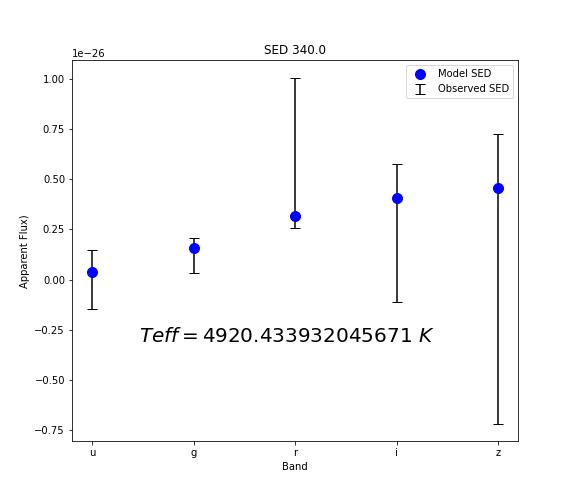 SED 340.0
1e−26
Model SED
Observed SED
1.00
0.75
0.50
0.25
0.00
−0.25
−0.50
−0.75
Apparent Flux)
Teff = 4920.433932045671 K
u g r i z
Band